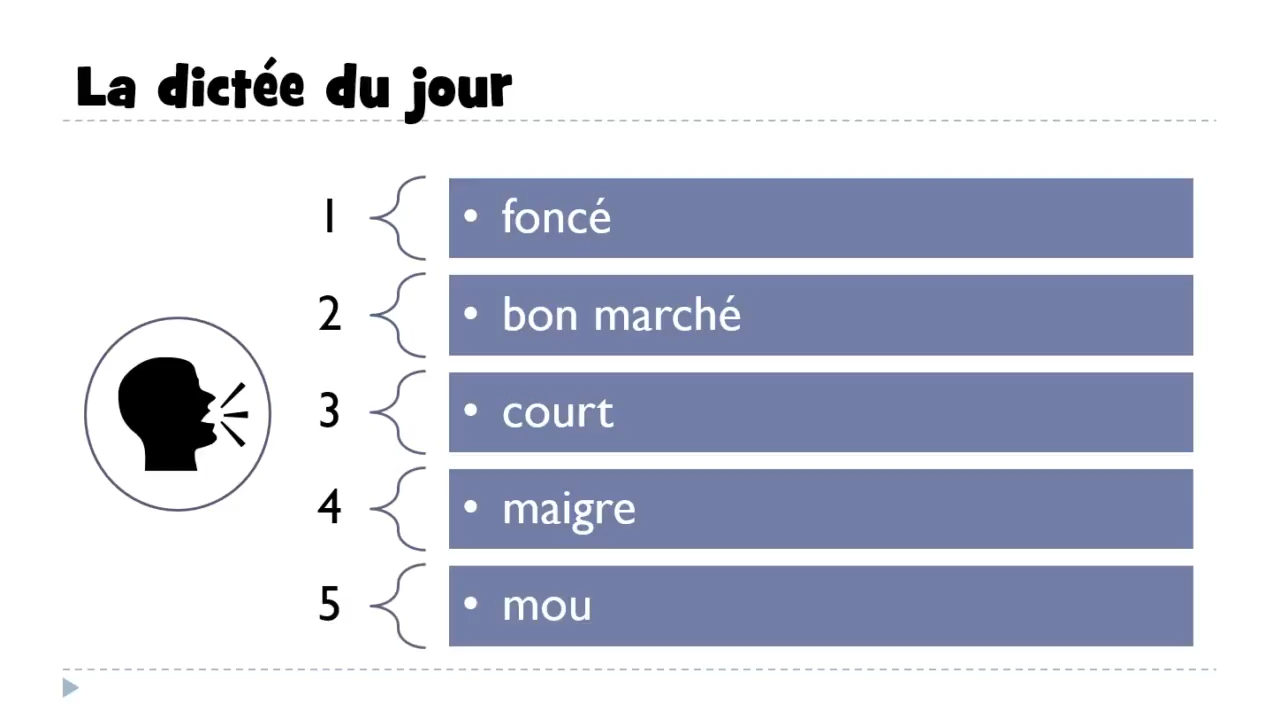 La dictée du jour
1 • foncé
2 • bon marché
3 • court
4 • maigre
5 • mou